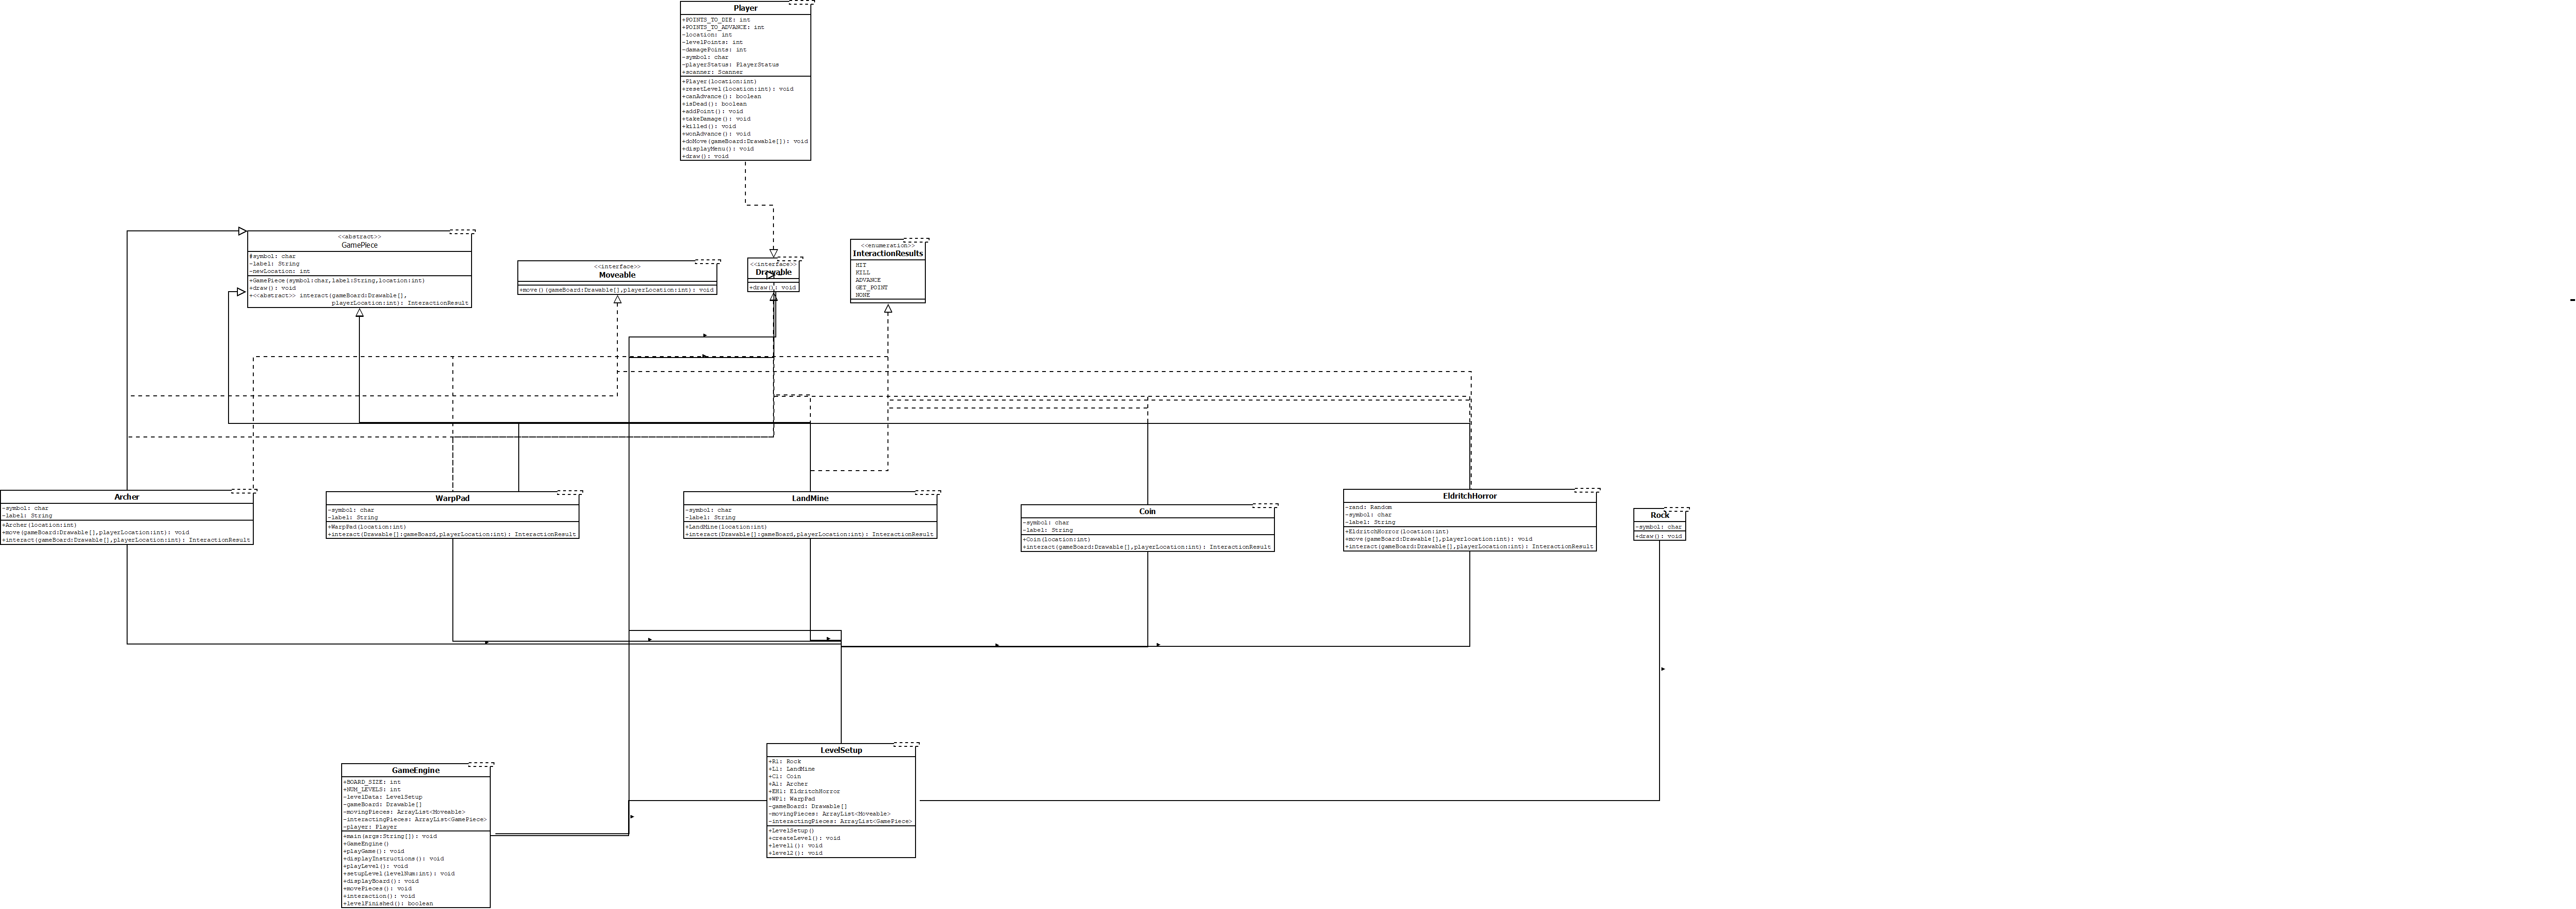 Player
+POINTS_TO_DIE: int
+POINTS_TO_ADVANCE: int
-location: int
-levelPoints: int
-damagePoints: int
-symbol: char
-playerStatus: PlayerStatus
+scanner: Scanner
+Player(location:int)
+resetLevel(location:int): void
+canAdvance(): boolean
+isDead(): boolean
+addPoint(): void
+takeDamage(): void
+killed(): void
+wonAdvance(): void
+doMove(gameBoard:Drawable[]): void
+displayMenu(): void
+draw(): void
<<abstract>>
GamePiece
#symbol: char
-label: String
-newLocation: int
+GamePiece(symbol:char,label:String,location:int)
+draw(): void
+<<abstract>> interact(gameBoard:Drawable[],
playerLocation:int): InteractionResult
<<interface>>
Moveable
+move()(gameBoard:Drawable[],playerLocation:int): void
<<interface>>
Drawable
+draw(): void
<<enumeration>>
InteractionResults
HIT
KILL
ADVANCE
GET_POINT
NONE
Archer
-symbol: char
-label: String
+Archer(location:int)
+move(gameBoard:Drawable[],playerLocation:int): void
+interact(gameBoard:Drawable[],playerLocation:int): InteractionResult
WarpPad
-symbol: char
-label: String
+WarpPad(location:int)
+interact(Drawable[]:gameBoard,playerLocation:int): InteractionResult
LandMine
-symbol: char
-label: String
+LandMine(location:int)
+interact(Drawable[]:gameBoard,playerLocation:int): InteractionResult
Coin
-symbol: char
-label: String
+Coin(location:int)
+interact(gameBoard:Drawable[],playerLocation:int): InteractionResult
EldritchHorror
-rand: Random
-symbol: char
-label: String
+EldritchHorror(location:int)
+move(gameBoard:Drawable[],playerlocation:int): void
+interact(gameBoard:Drawable[],playerLocation:int): InteractionResult
Rock
-symbol: char
+draw(): void
GameEngine
+BOARD_SIZE: int
+NUM_LEVELS: int
-levelData: LevelSetup
-gameBoard: Drawable[]
-movingPieces: ArrayList<Moveable>
-interactingPieces: ArrayList<GamePiece>
-player: Player
+main(args:String[]): void
+GameEngine()
+playGame(): void
+displayInstructions(): void
+playLevel(): void
+setupLevel(levelNum:int): void
+displayBoard(): void
+movePieces(): void
+interaction(): void
+levelFinished(): boolean
LevelSetup
+R1: Rock
+L1: LandMine
+C1: Coin
+A1: Archer
+EH1: EldritchHorror
+WP1: WarpPad
-gameBoard: Drawable[]
-movingPieces: ArrayList<Moveable>
-interactingPieces: ArrayList<GamePiece>
+LevelSetup()
+createLevel(): void
+level1(): void
+level2(): void